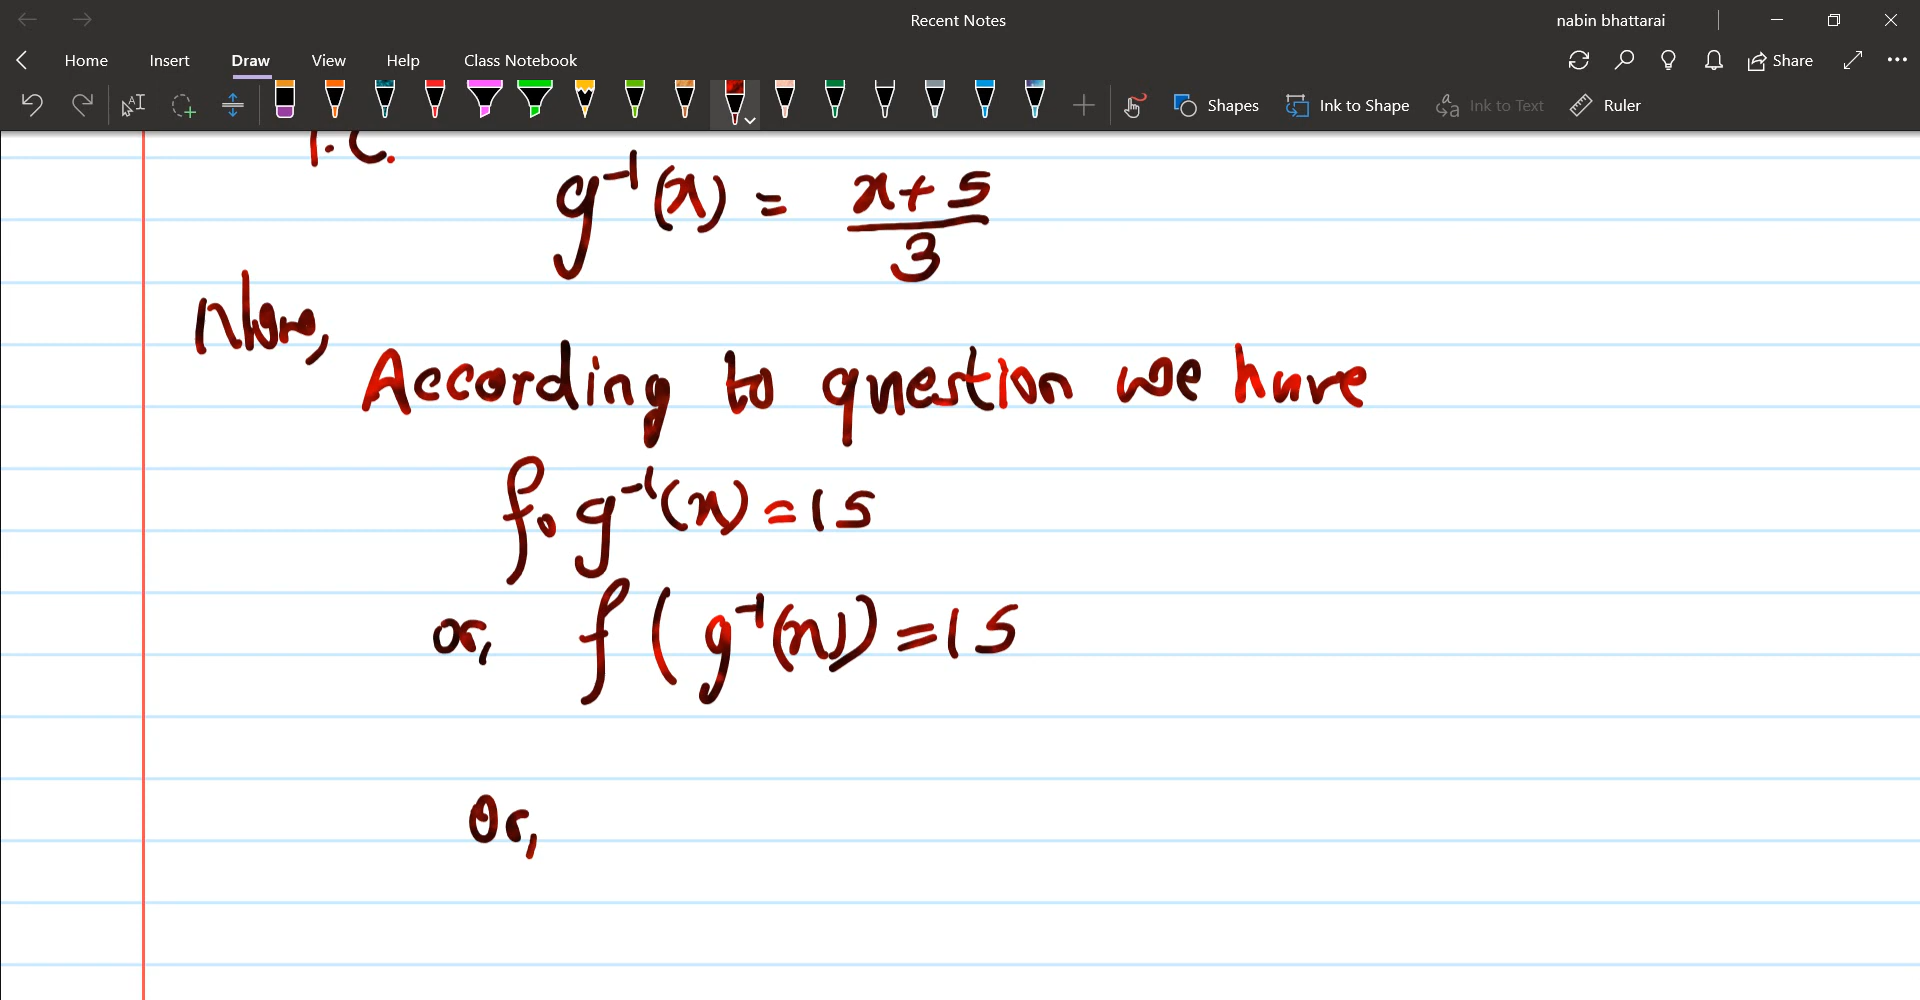 Recent Notes
nabin bhattarai
Home Insert Draw View Help Class Notebook
Share
Shapes Ink to Shape Ink to Text Ruler
i.e.
g⁻¹(x) = x+5/3
Now,
According to question we have
fog⁻¹(x)=15
or, f(g⁻¹(x))=15
Or,